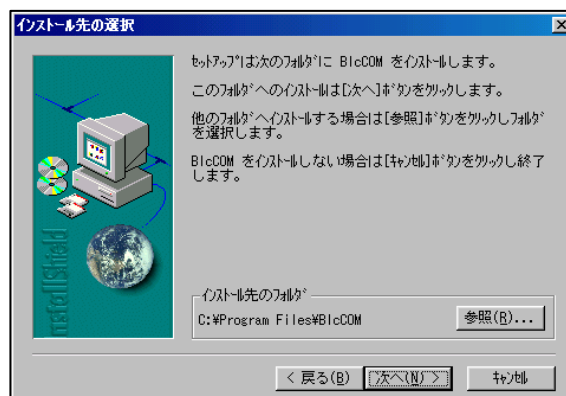 インストール先の選択
ｾｯﾄｱｯﾌﾟは次のﾌｫﾙﾀﾞに BlcCOM をｲﾝｽﾄｰﾙします。
このﾌｫﾙﾀﾞへのｲﾝｽﾄｰﾙは[次へ]ﾎﾞﾀﾝをｸﾘｯｸします。
他のﾌｫﾙﾀﾞへｲﾝｽﾄｰﾙする場合は[参照]ﾎﾞﾀﾝをｸﾘｯｸしﾌｫﾙﾀﾞ
を選択します。
BlcCOM をｲﾝｽﾄｰﾙしない場合は[ｷｬﾝｾﾙ]ﾎﾞﾀﾝをｸﾘｯｸし終了
します。
InstallShield
ｲﾝｽﾄｰﾙ先のﾌｫﾙﾀﾞ
C:¥Program Files¥BlcCOM
参照(R)...
< 戻る(B)
次へ(N) >
ｷｬﾝｾﾙ